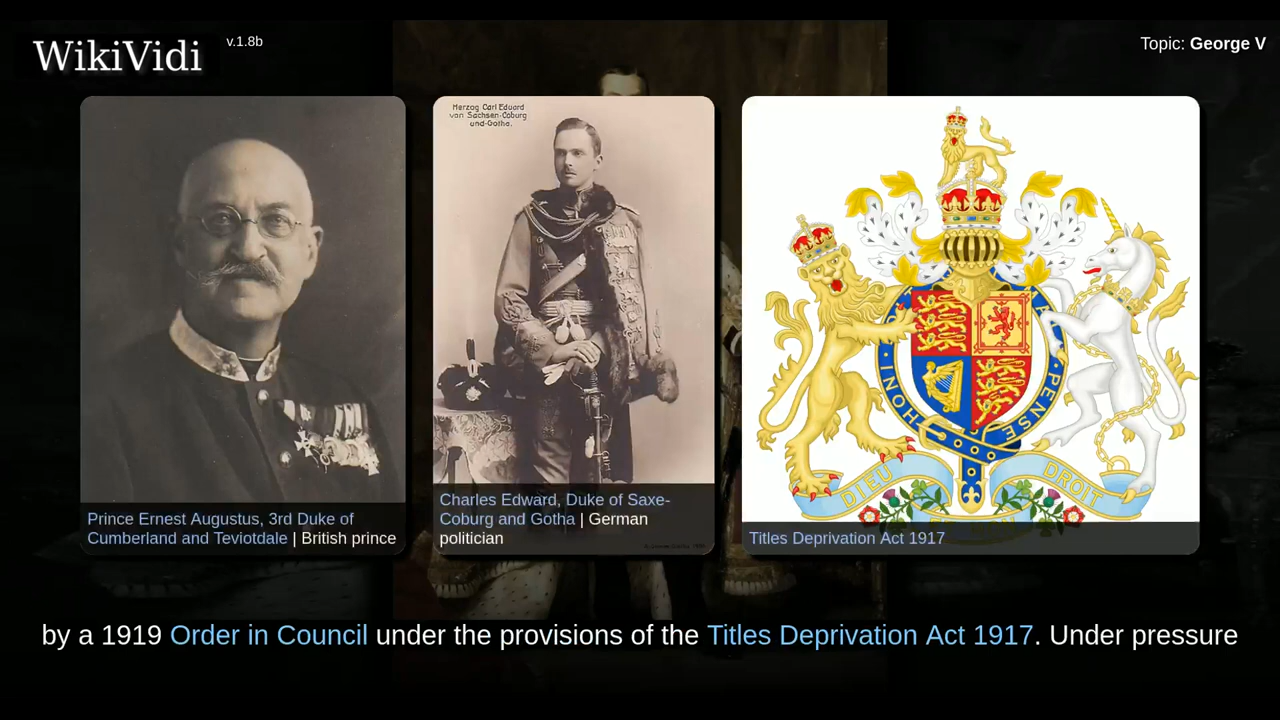 WikiVidi
v.1.8b
Topic: George V
Herzog Carl Eduard
von Sachsen-Coburg
und-Gotha.
HONI
PENSE
DIEU
DROIT
Prince Ernest Augustus, 3rd Duke of
Cumberland and Teviotdale | British prince
Charles Edward, Duke of Saxe-
Coburg and Gotha | German
politician
Titles Deprivation Act 1917
by a 1919 Order in Council under the provisions of the Titles Deprivation Act 1917. Under pressure